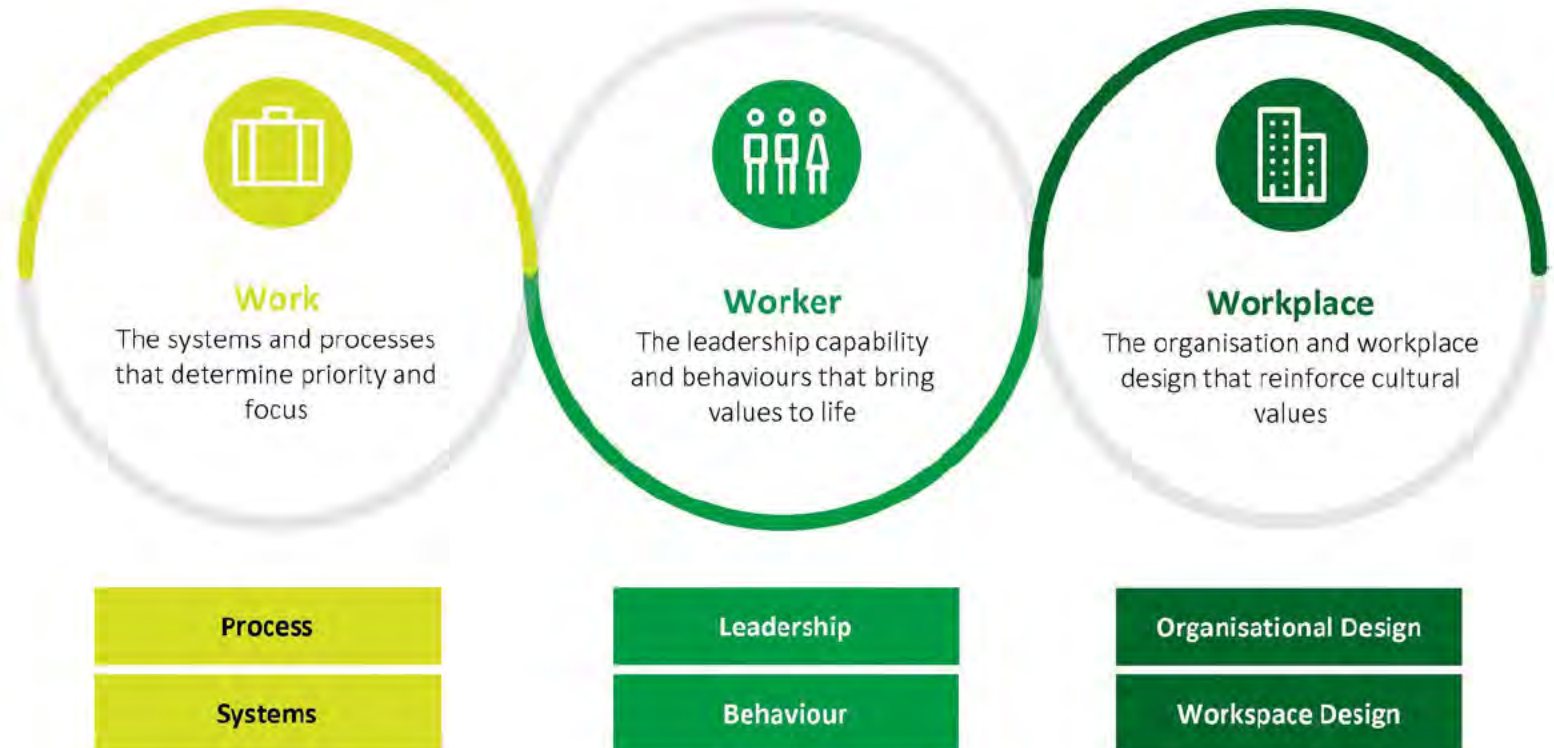 Work
The systems and processes
that determine priority and
focus
Worker
The leadership capability
and behaviours that bring
values to life
Workplace
The organisation and workplace
design that reinforce cultural
values
Process
Leadership
Organisational Design
Systems
Behaviour
Workspace Design